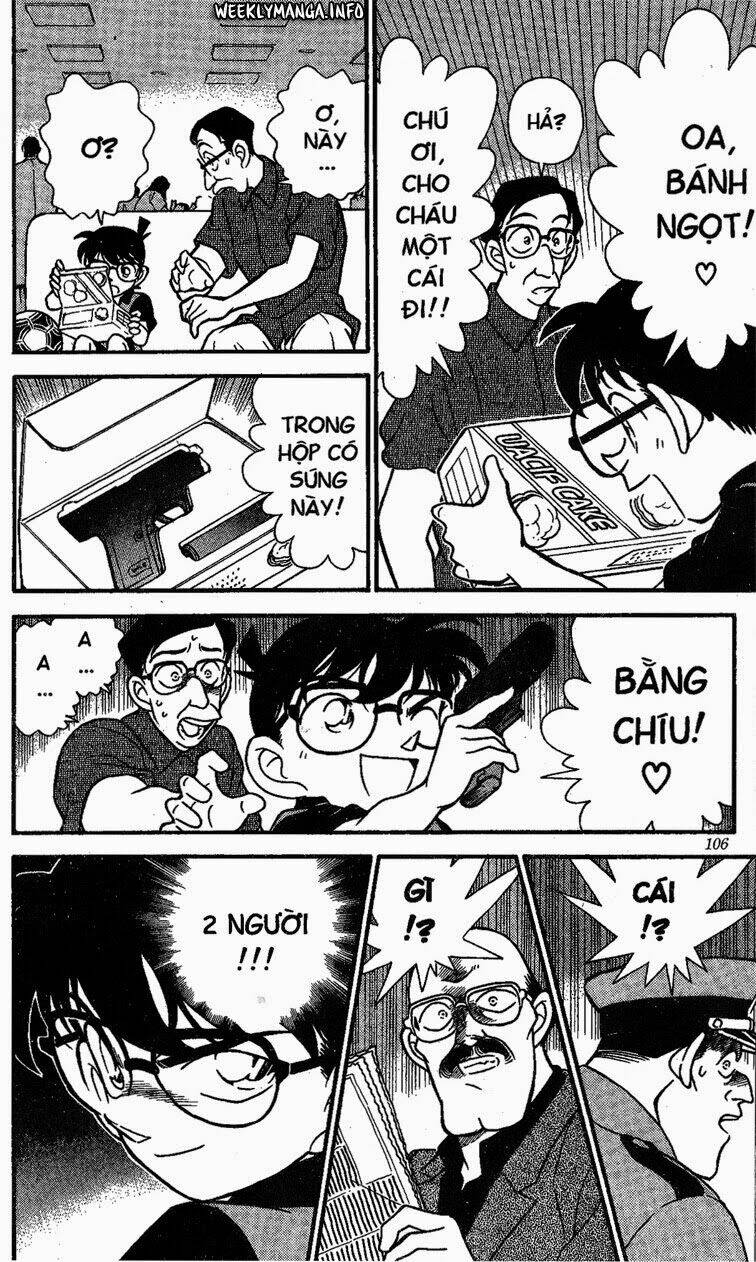 WEEKLYMANGA.INFO
OA,
BÁNH
NGỌT!
♡
HẢ?
CHÚ
ƠI,
CHO
CHÁU
MỘT
CÁI
ĐI!!
UACIF CAKE
Ơ,
NÀY
...
Ơ?
TRONG
HỘP CÓ
SÚNG
NÀY!
BẰNG
CHÍU!
♡
A
...
A
...
106
CÁI
!?
GÌ
!?
2 NGƯỜI
!!!